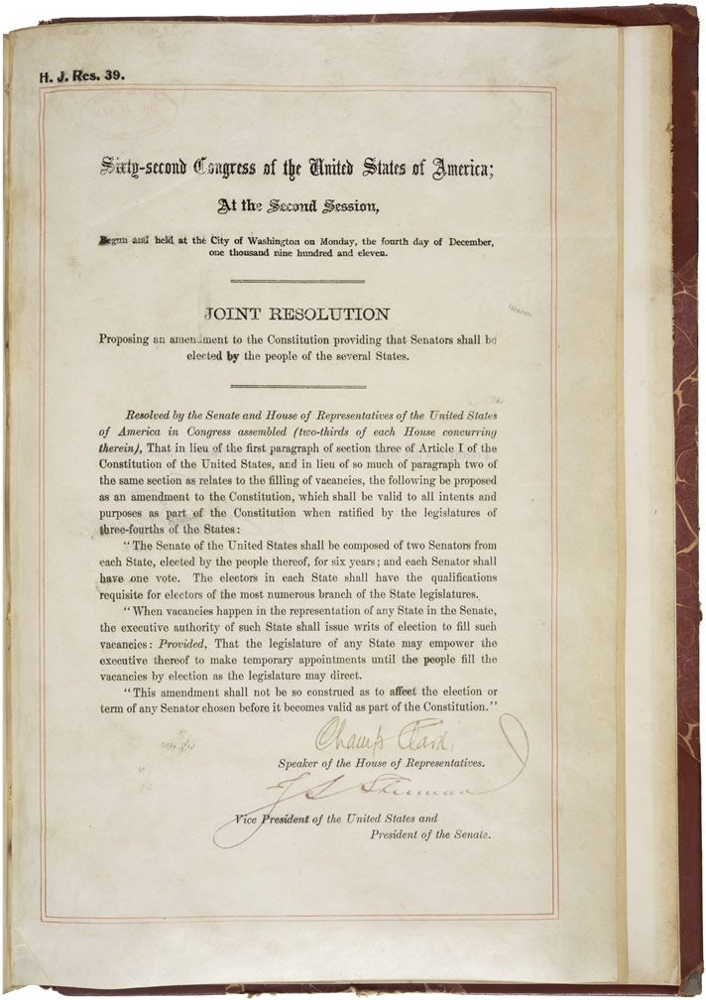 H. J. Res. 39.
Sixty-second Congress of the United States of America;
At the Second Session,
Begun and held at the City of Washington on Monday, the fourth day of December,
one thousand nine hundred and eleven.
JOINT RESOLUTION
Proposing an amendment to the Constitution providing that Senators shall be
elected by the people of the several States.
Resolved by the Senate and House of Representatives of the United States
of America in Congress assembled (two-thirds of each House concurring
therein), That in lieu of the first paragraph of section three of Article I of the
Constitution of the United States, and in lieu of so much of paragraph two of
the same section as relates to the filling of vacancies, the following be proposed
as an amendment to the Constitution, which shall be valid to all intents and
purposes as part of the Constitution when ratified by the legislatures of
three-fourths of the States:
"The Senate of the United States shall be composed of two Senators from
each State, elected by the people thereof, for six years; and each Senator shall
have one vote. The electors in each State shall have the qualifications
requisite for electors of the most numerous branch of the State legislatures.
"When vacancies happen in the representation of any State in the Senate,
the executive authority of such State shall issue writs of election to fill such
vacancies: Provided, That the legislature of any State may empower the
executive thereof to make temporary appointments until the people fill the
vacancies by election as the legislature may direct.
"This amendment shall not be so construed as to affect the election or
term of any Senator chosen before it becomes valid as part of the Constitution."
Champ Clark
Speaker of the House of Representatives.
J S Sherman
Vice President of the United States and
President of the Senate.